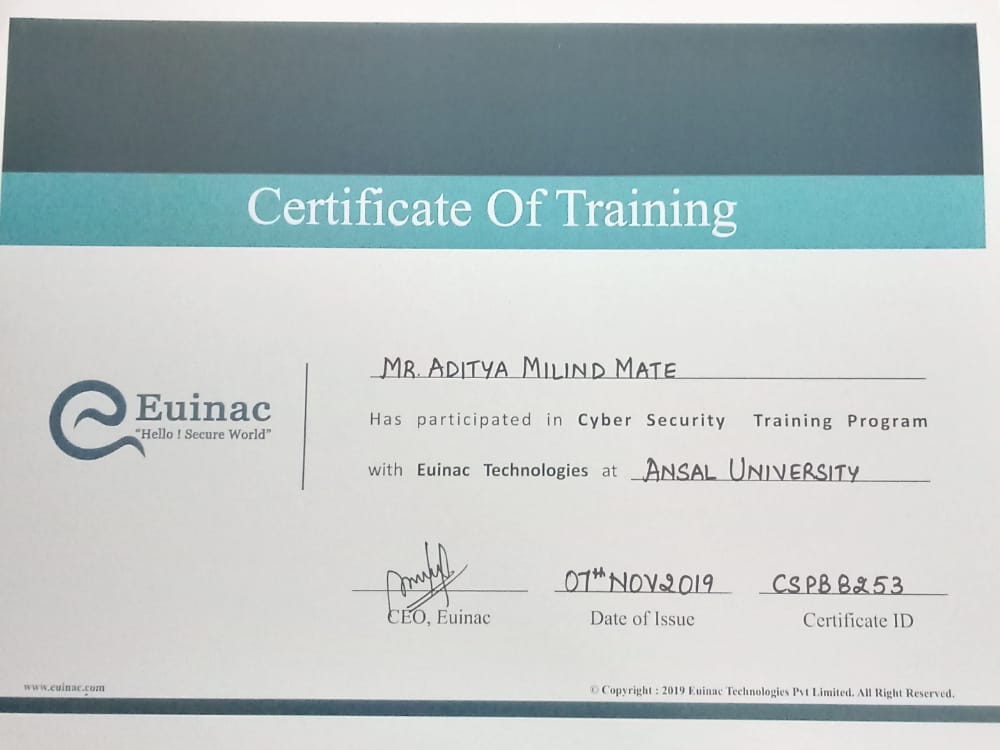 Certificate Of Training
MR. ADITYA MILIND MATE
Euinac
"Hello ! Secure World"
Has participated in Cyber Security Training Program
with Euinac Technologies at ANSAL UNIVERSITY
07th NOV 2019
CSPBB253
CEO, Euinac
Date of Issue
Certificate ID
www.euinac.com
© Copyright : 2019 Euinac Technologies Pvt Limited. All Right Reserved.